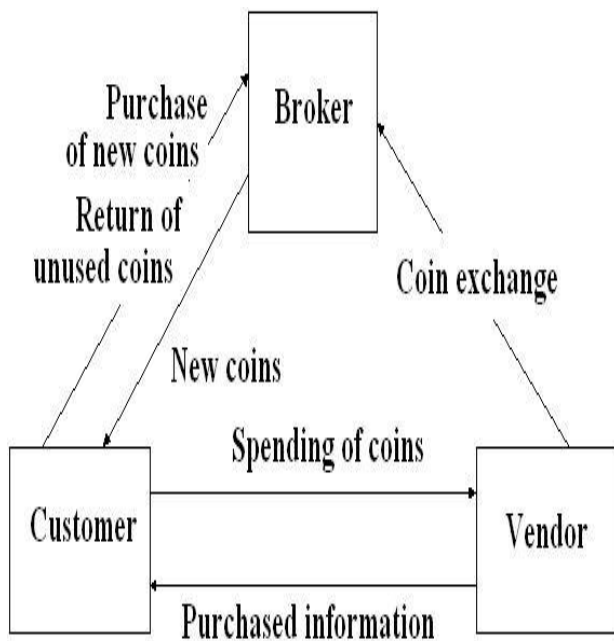 Purchase
of new coins
Broker
Return of
unused coins
Coin exchange
New coins
Spending of coins
Customer
Vendor
Purchased information